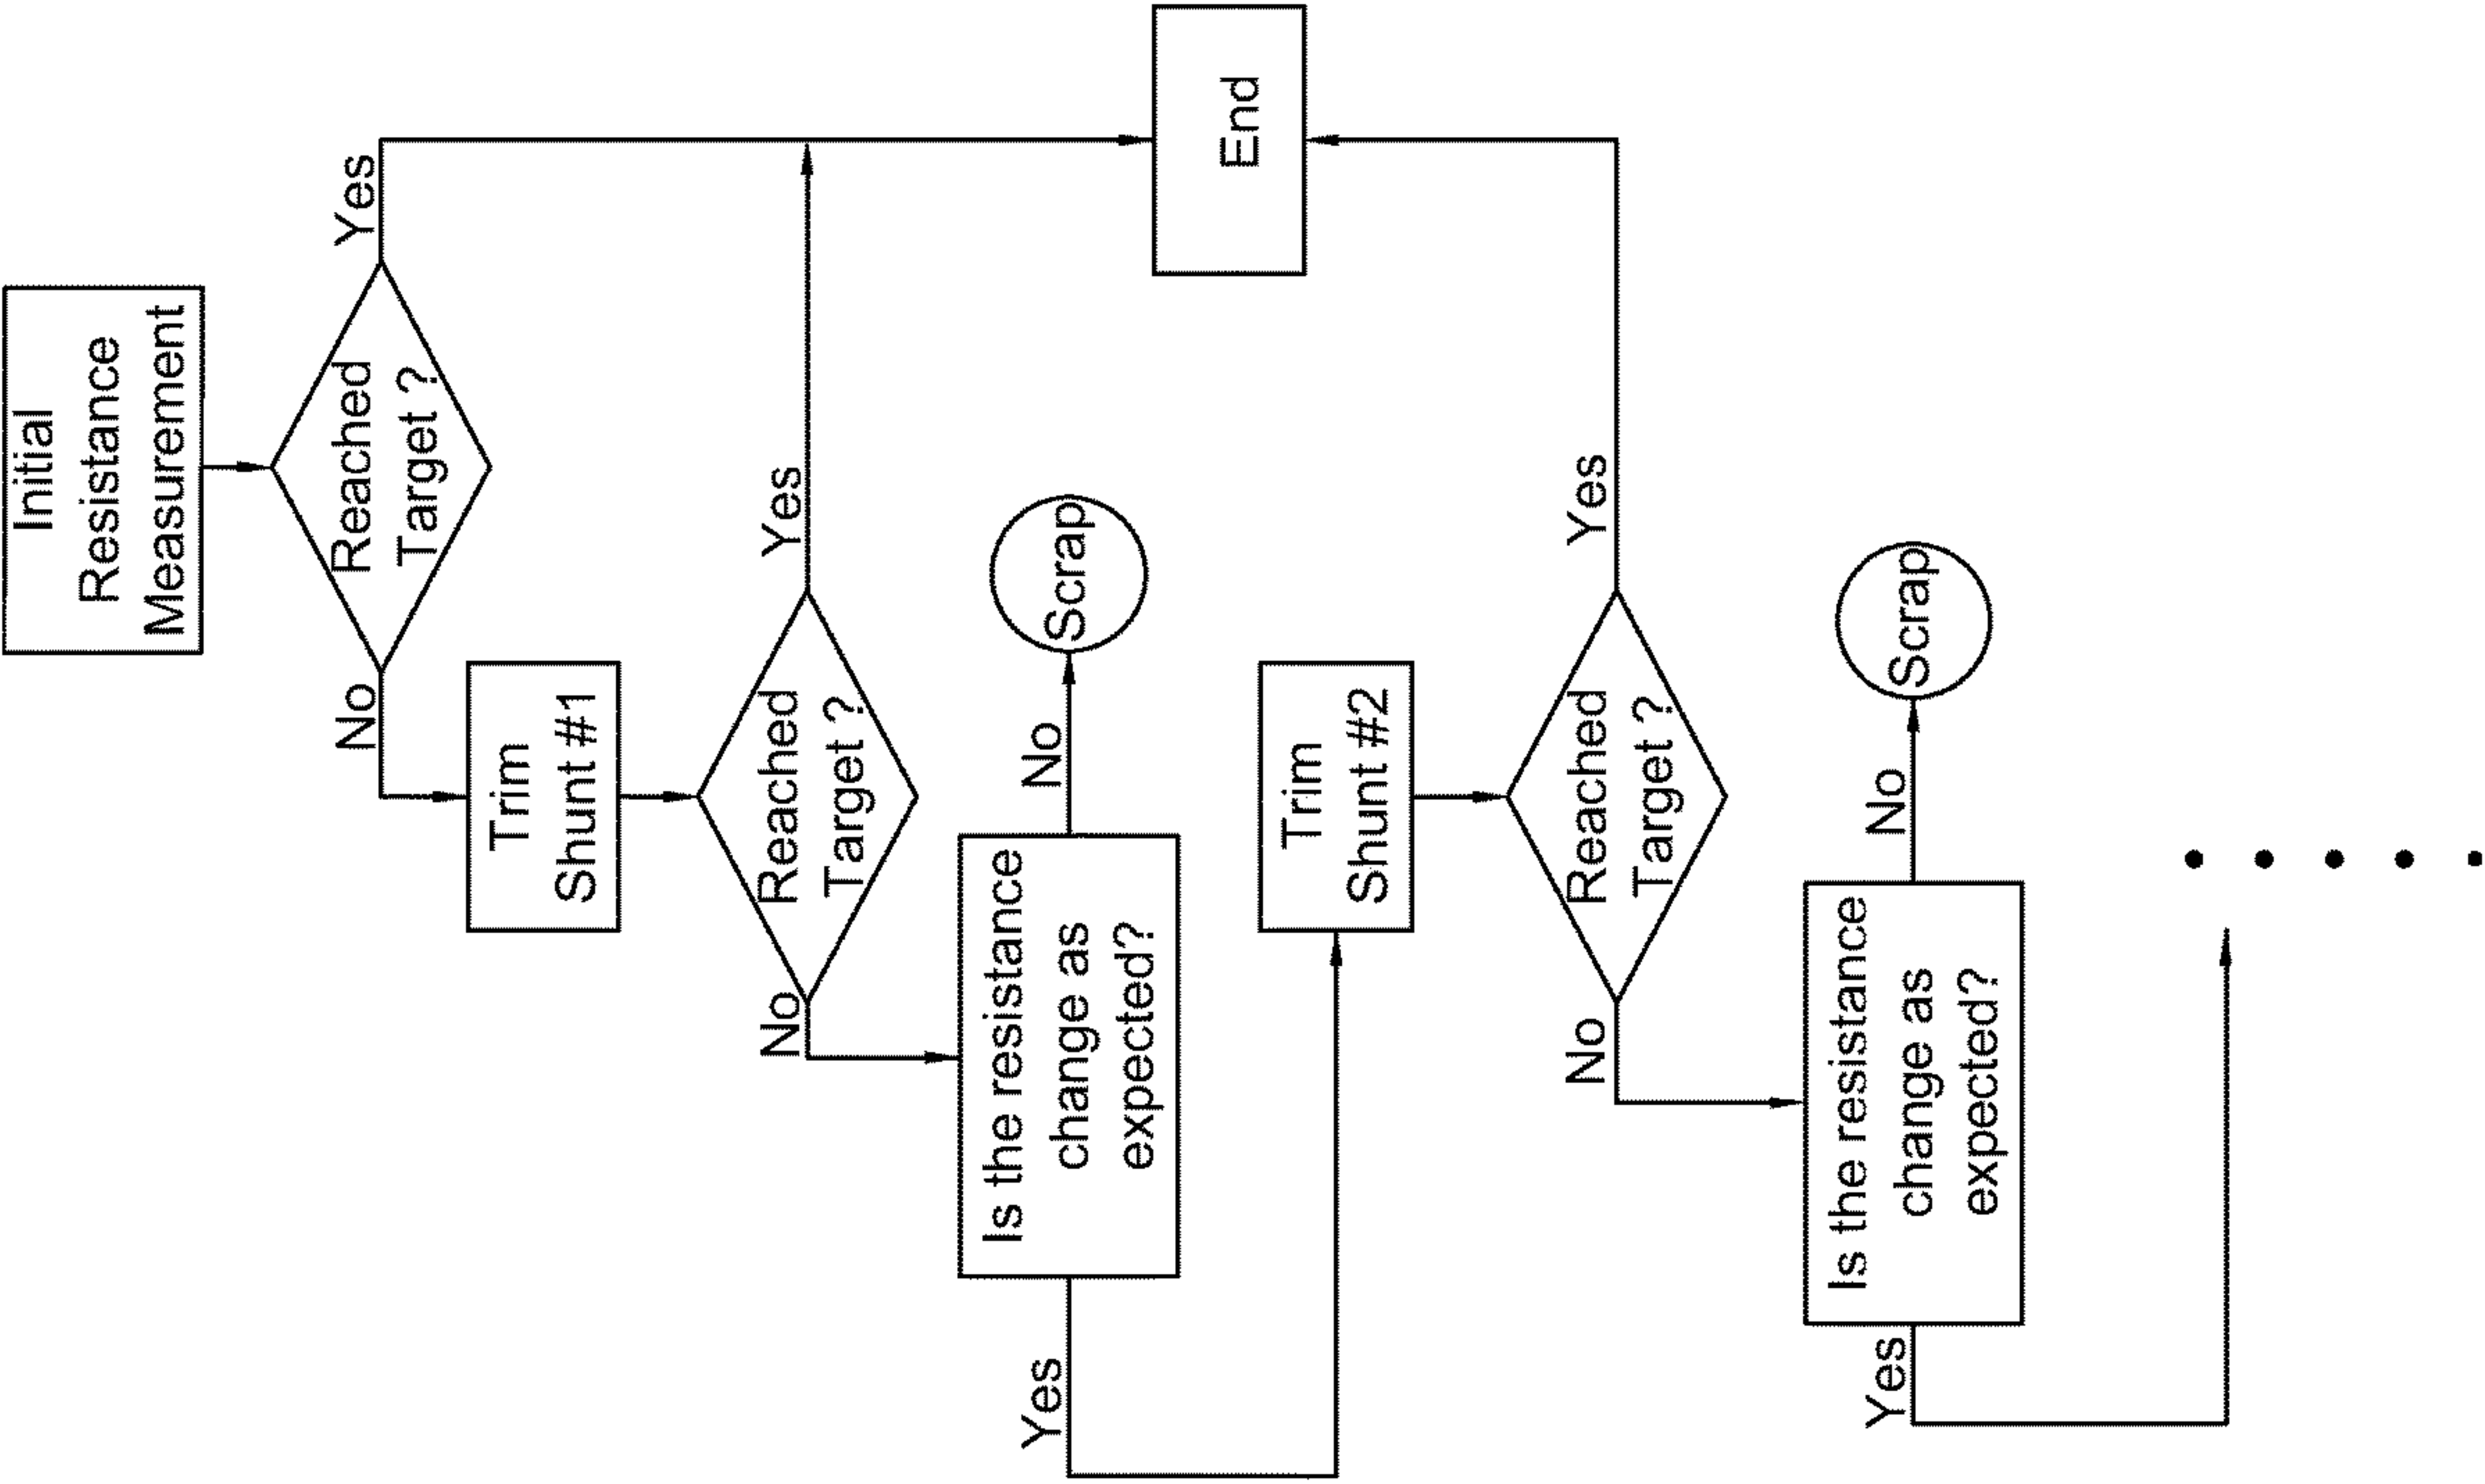 Initial
Resistance
Measurement
Reached
Target ?
Yes
No
Trim
Shunt #1
Reached
Target ?
Yes
No
Is the resistance
change as
expected?
No
Scrap
Yes
End
Trim
Shunt #2
Reached
Target ?
Yes
No
Is the resistance
change as
expected?
No
Scrap
Yes